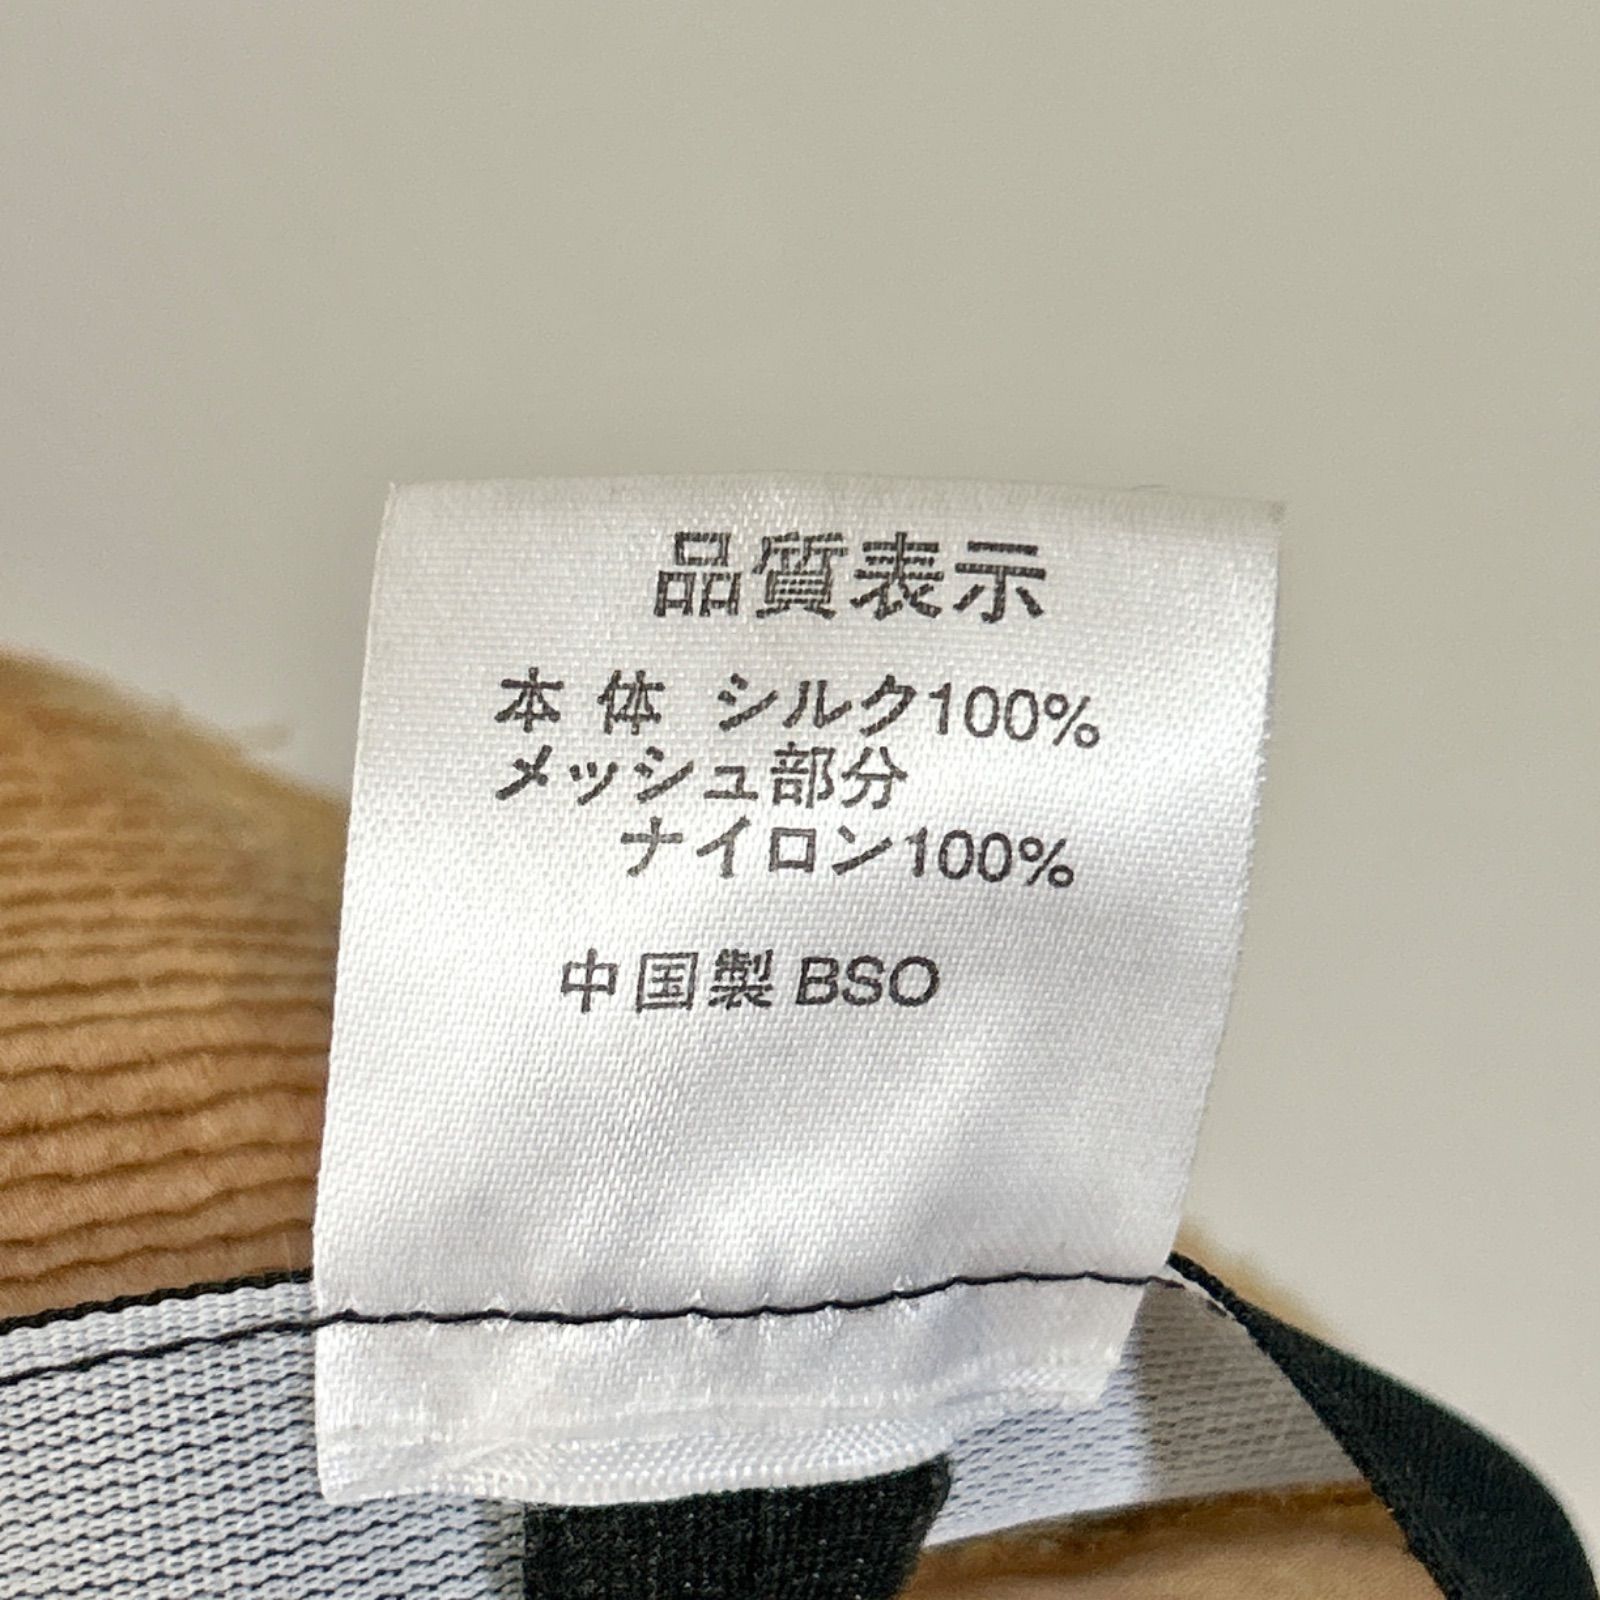 品質表示
本 体 シルク100%
メッシュ部分
ナイロン100%
中国製 BSO